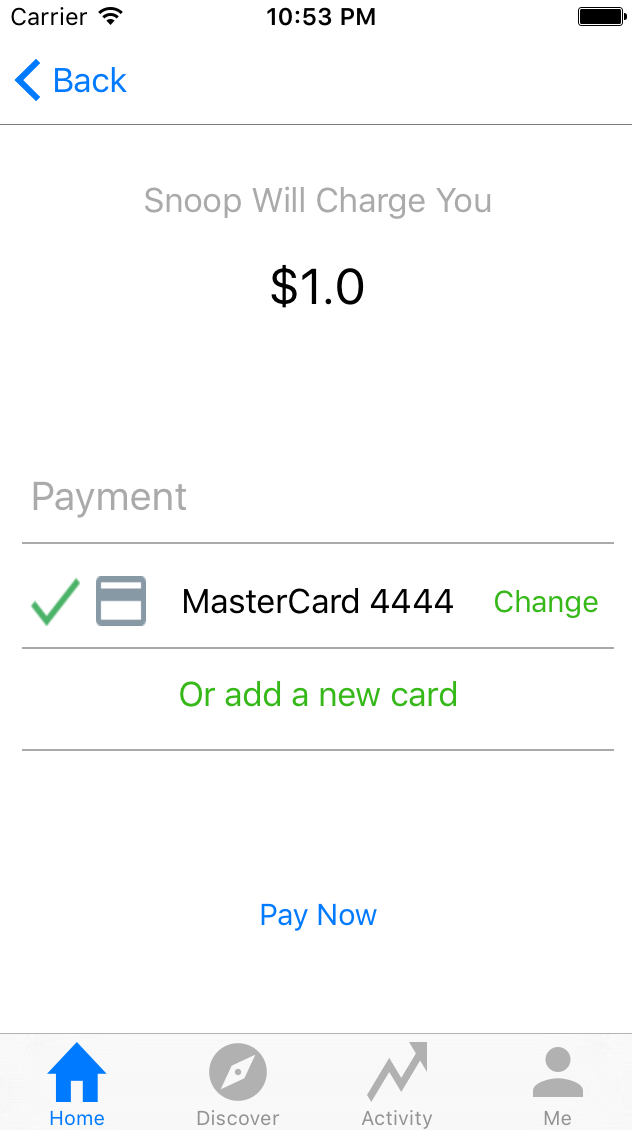 Carrier 10:53 PM
Back
Snoop Will Charge You
$1.0
Payment
MasterCard 4444 Change
Or add a new card
Pay Now
Home Discover Activity Me